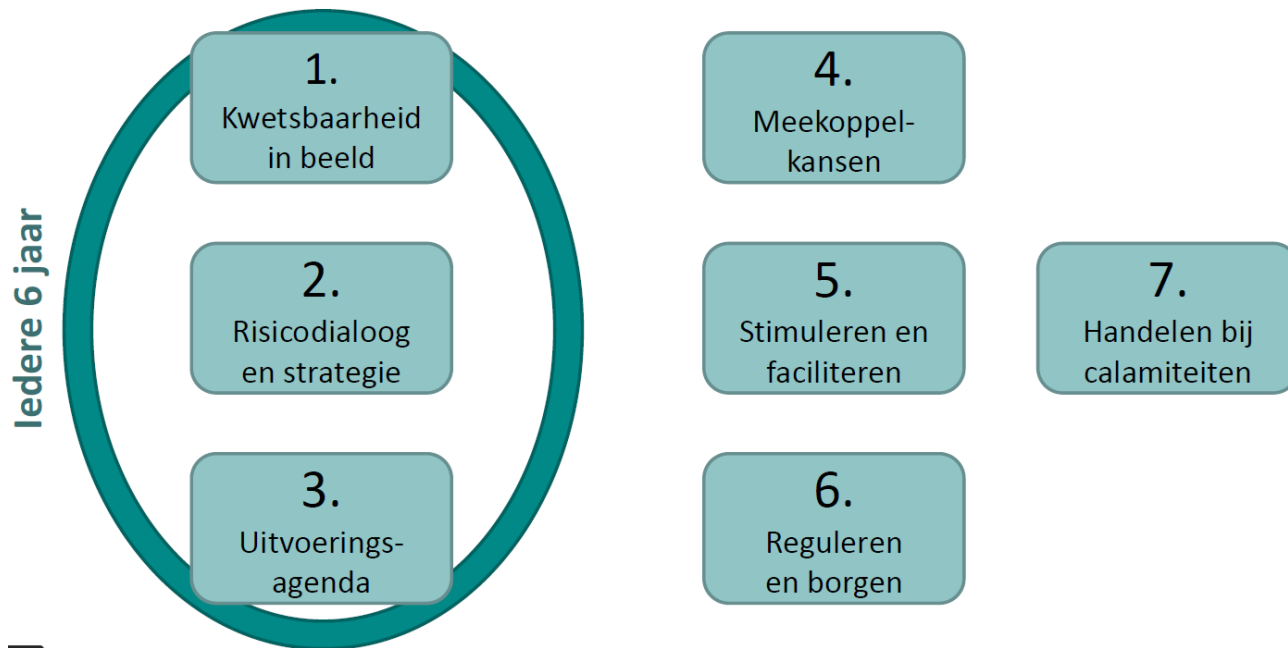 Iedere 6 jaar
1.
Kwetsbaarheid
in beeld
2.
Risicodialoog
en strategie
3.
Uitvoerings-
agenda
4.
Meekoppel-
kansen
5.
Stimuleren en
faciliteren
6.
Reguleren
en borgen
7.
Handelen bij
calamiteiten